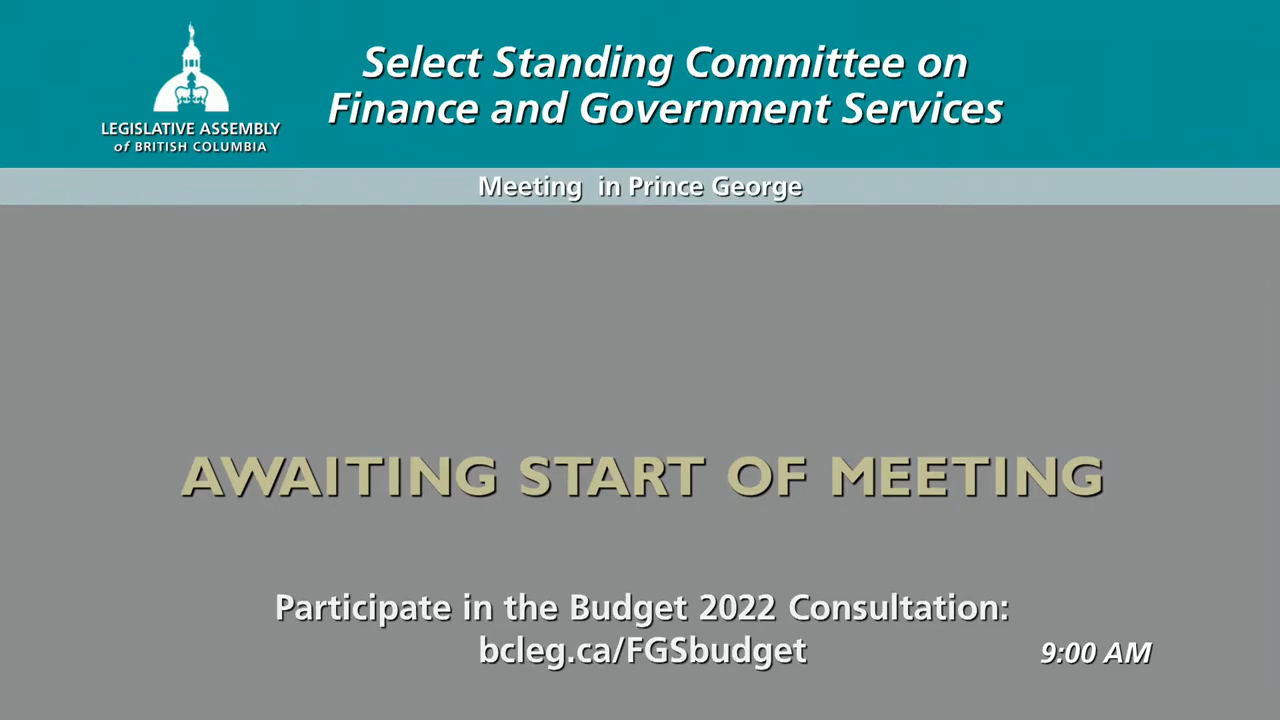 LEGISLATIVE ASSEMBLY
of BRITISH COLUMBIA
Select Standing Committee on
Finance and Government Services
Meeting in Prince George
AWAITING START OF MEETING
Participate in the Budget 2022 Consultation:
bcleg.ca/FGSbudget
9:00 AM